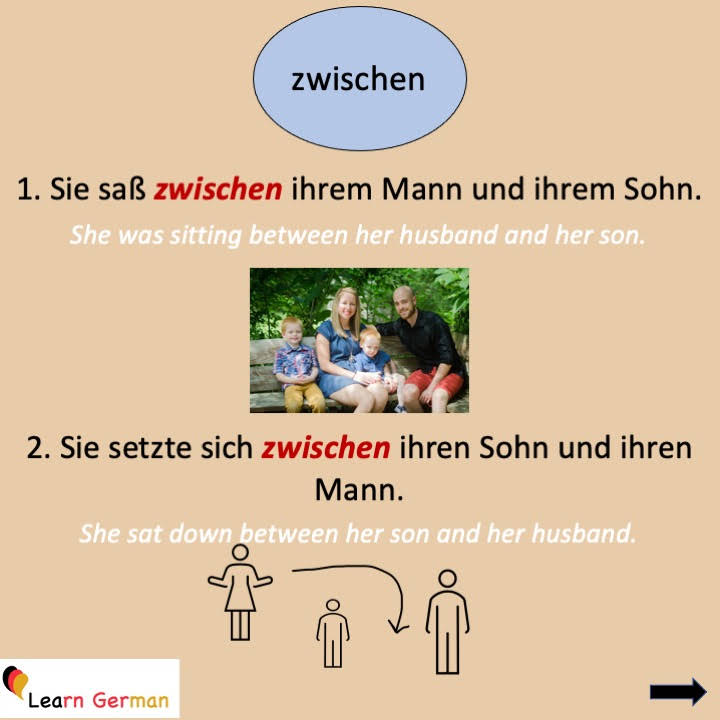 zwischen
1. Sie saß zwischen ihrem Mann und ihrem Sohn.
She was sitting between her husband and her son.
2. Sie setzte sich zwischen ihren Sohn und ihren
Mann.
She sat down between her son and her husband.
Learn German